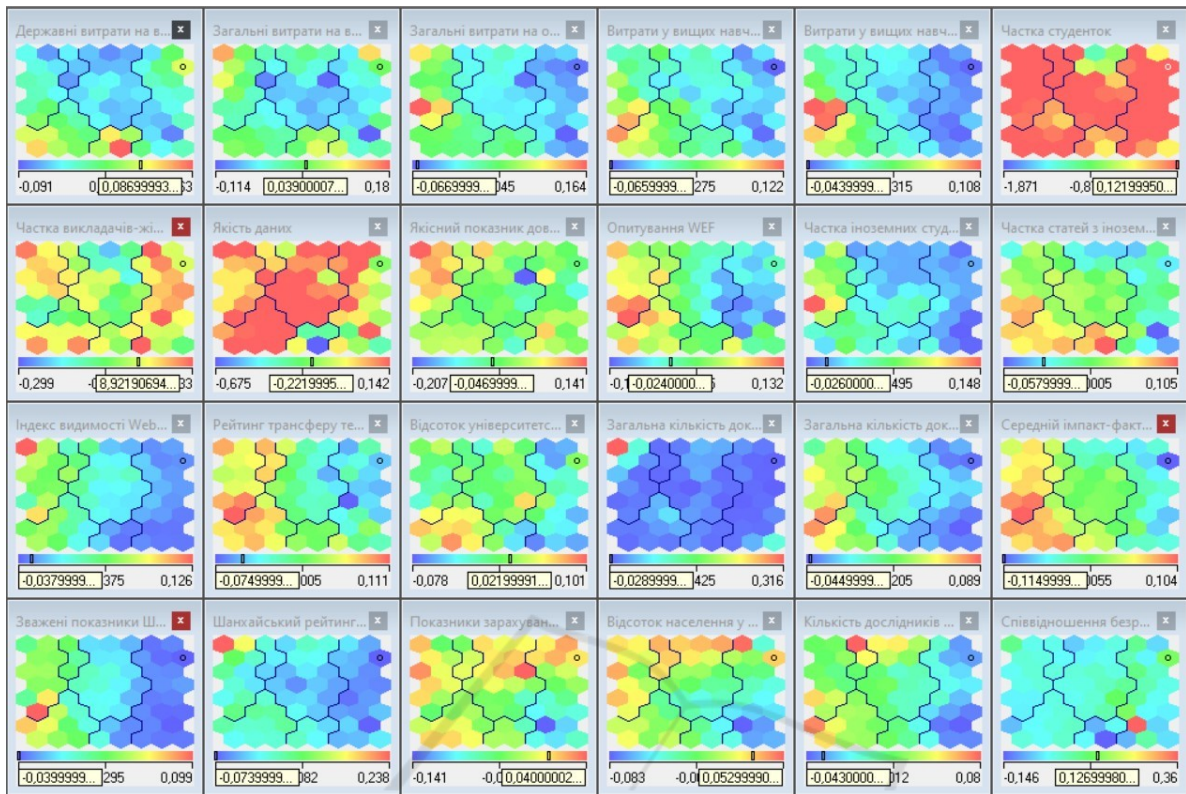 Державні витрати на в... x Загальні витрати на в... x Загальні витрати на о... x Витрати у вищих навч... x Витрати у вищих навч... x Частка студенток x
-0,091 0,08699993... 33 -0,114 0,03900007... 0,18 -0,0669999... 045 0,164 -0,0659999... 275 0,122 -0,0439999... 315 0,108 -1,871 -0,8 0,12199950...
Частка викладачів-жі... x Якість даних x Якісний показник дов... x Опитування WEF x Частка іноземних студ... x Частка статей з інозем... x
-0,299 8,92190694... 33 -0,675 -0,2219995... 0,142 -0,207 -0,0469999... 0,141 -0,0240000... 0,132 -0,0260000... 495 0,148 -0,0579999... 005 0,105
Індекс видимості Web... x Рейтинг трансферу те... x Відсоток університетс... x Загальна кількість док... x Загальна кількість док... x Середній імпакт-факт... x
-0,0379999... 375 0,126 -0,0749999... 005 0,111 -0,078 0,02199991... 0,101 -0,0289999... 425 0,316 -0,0449999... 205 0,089 -0,1149999... 055 0,104
Зважені показники Ш... x Шанхайський рейтинг... x Показники зарахуван... x Відсоток населення у ... x Кількість дослідників ... x Співвідношення безр... x
-0,0399999... 295 0,099 -0,0739999... 082 0,238 -0,141 0,04000002... -0,083 0,05299990... -0,0430000... 012 0,08 -0,146 0,12699980... 0,36